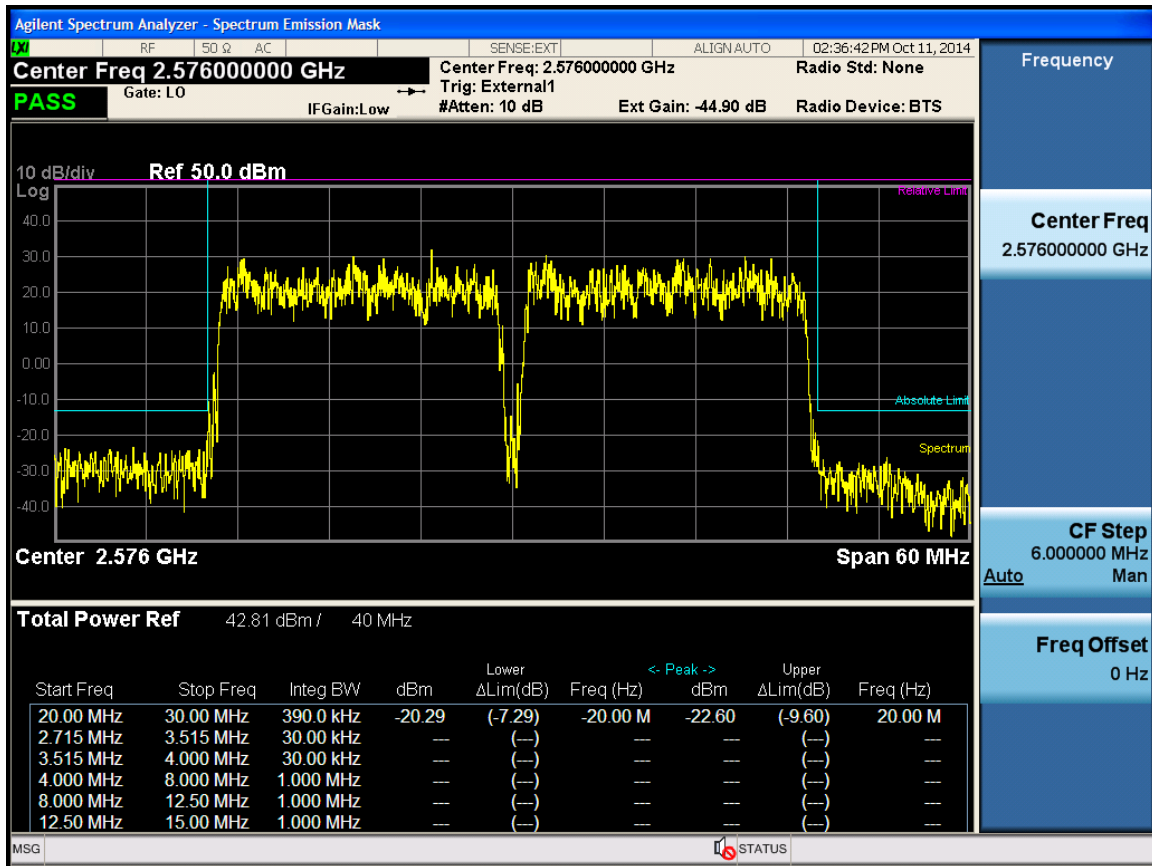 Agilent Spectrum Analyzer - Spectrum Emission Mask
LXI RF 50 Ω AC SENSE:EXT ALIGN AUTO 02:36:42 PM Oct 11, 2014
Center Freq 2.576000000 GHz Center Freq: 2.576000000 GHz Radio Std: None
PASS Gate: LO Trig: External1
IFGain:Low #Atten: 10 dB Ext Gain: -44.90 dB Radio Device: BTS
10 dB/div Ref 50.0 dBm
Log
Relative Limit
40.0
30.0
20.0
10.0
0.00
-10.0
Absolute Limit
-20.0
Spectrum
-30.0
-40.0
Center 2.576 GHz Span 60 MHz
Total Power Ref 42.81 dBm / 40 MHz
Lower <- Peak -> Upper
Start Freq Stop Freq Integ BW dBm ΔLim(dB) Freq (Hz) dBm ΔLim(dB) Freq (Hz)
20.00 MHz 30.00 MHz 390.0 kHz -20.29 (-7.29) -20.00 M -22.60 (-9.60) 20.00 M
2.715 MHz 3.515 MHz 30.00 kHz --- (---) --- --- (---) ---
3.515 MHz 4.000 MHz 30.00 kHz --- (---) --- --- (---) ---
4.000 MHz 8.000 MHz 1.000 MHz --- (---) --- --- (---) ---
8.000 MHz 12.50 MHz 1.000 MHz --- (---) --- --- (---) ---
12.50 MHz 15.00 MHz 1.000 MHz --- (---) --- --- (---) ---
MSG STATUS
Frequency
Center Freq
2.576000000 GHz
CF Step
6.000000 MHz
Auto Man
Freq Offset
0 Hz